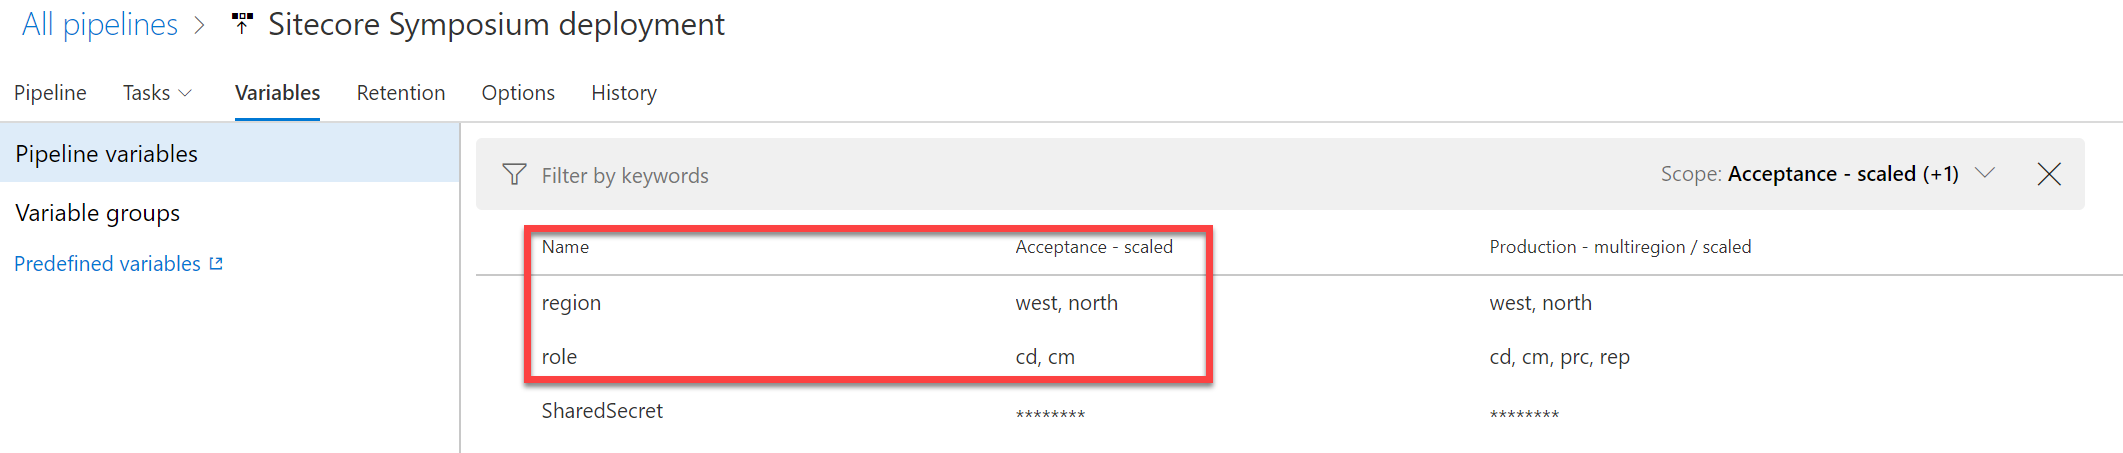 All pipelines > Sitecore Symposium deployment
Pipeline Tasks Variables Retention Options History
Pipeline variables
Variable groups
Predefined variables
Filter by keywords Scope: Acceptance - scaled (+1)
Name Acceptance - scaled Production - multiregion / scaled
region west, north west, north
role cd, cm cd, cm, prc, rep
SharedSecret ******** ********